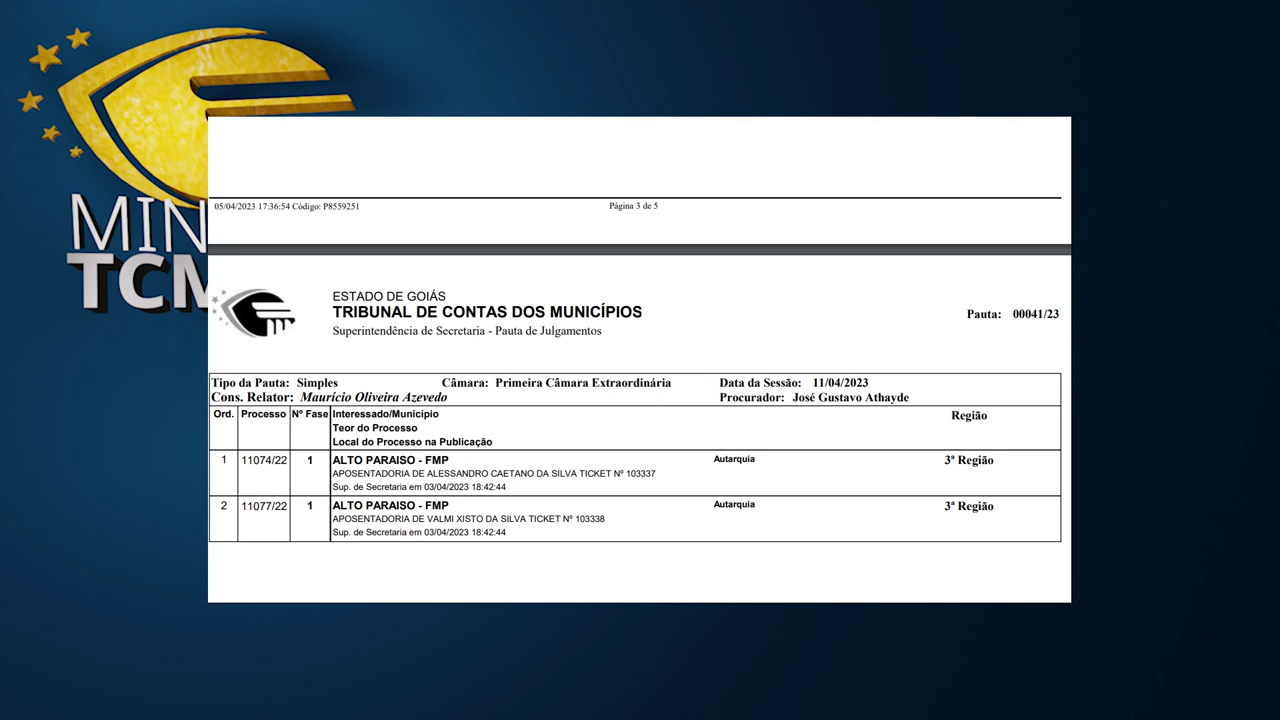 MIN
TCM
05/04/2023 17:36:54 Código: P8559251 Página 3 de 5
ESTADO DE GOIÁS
TRIBUNAL DE CONTAS DOS MUNICÍPIOS
Superintendência de Secretaria - Pauta de Julgamentos
Pauta: 00041/23
Tipo da Pauta: Simples Câmara: Primeira Câmara Extraordinária Data da Sessão: 11/04/2023
Cons. Relator: Maurício Oliveira Azevedo Procurador: José Gustavo Athayde
Ord. Processo Nº Fase Interessado/Município Região
Teor do Processo
Local do Processo na Publicação
1 11074/22 1 ALTO PARAISO - FMP Autarquia 3ª Região
APOSENTADORIA DE ALESSANDRO CAETANO DA SILVA TICKET Nº 103337
Sup. de Secretaria em 03/04/2023 18:42:44
2 11077/22 1 ALTO PARAISO - FMP Autarquia 3ª Região
APOSENTADORIA DE VALMI XISTO DA SILVA TICKET Nº 103338
Sup. de Secretaria em 03/04/2023 18:42:44